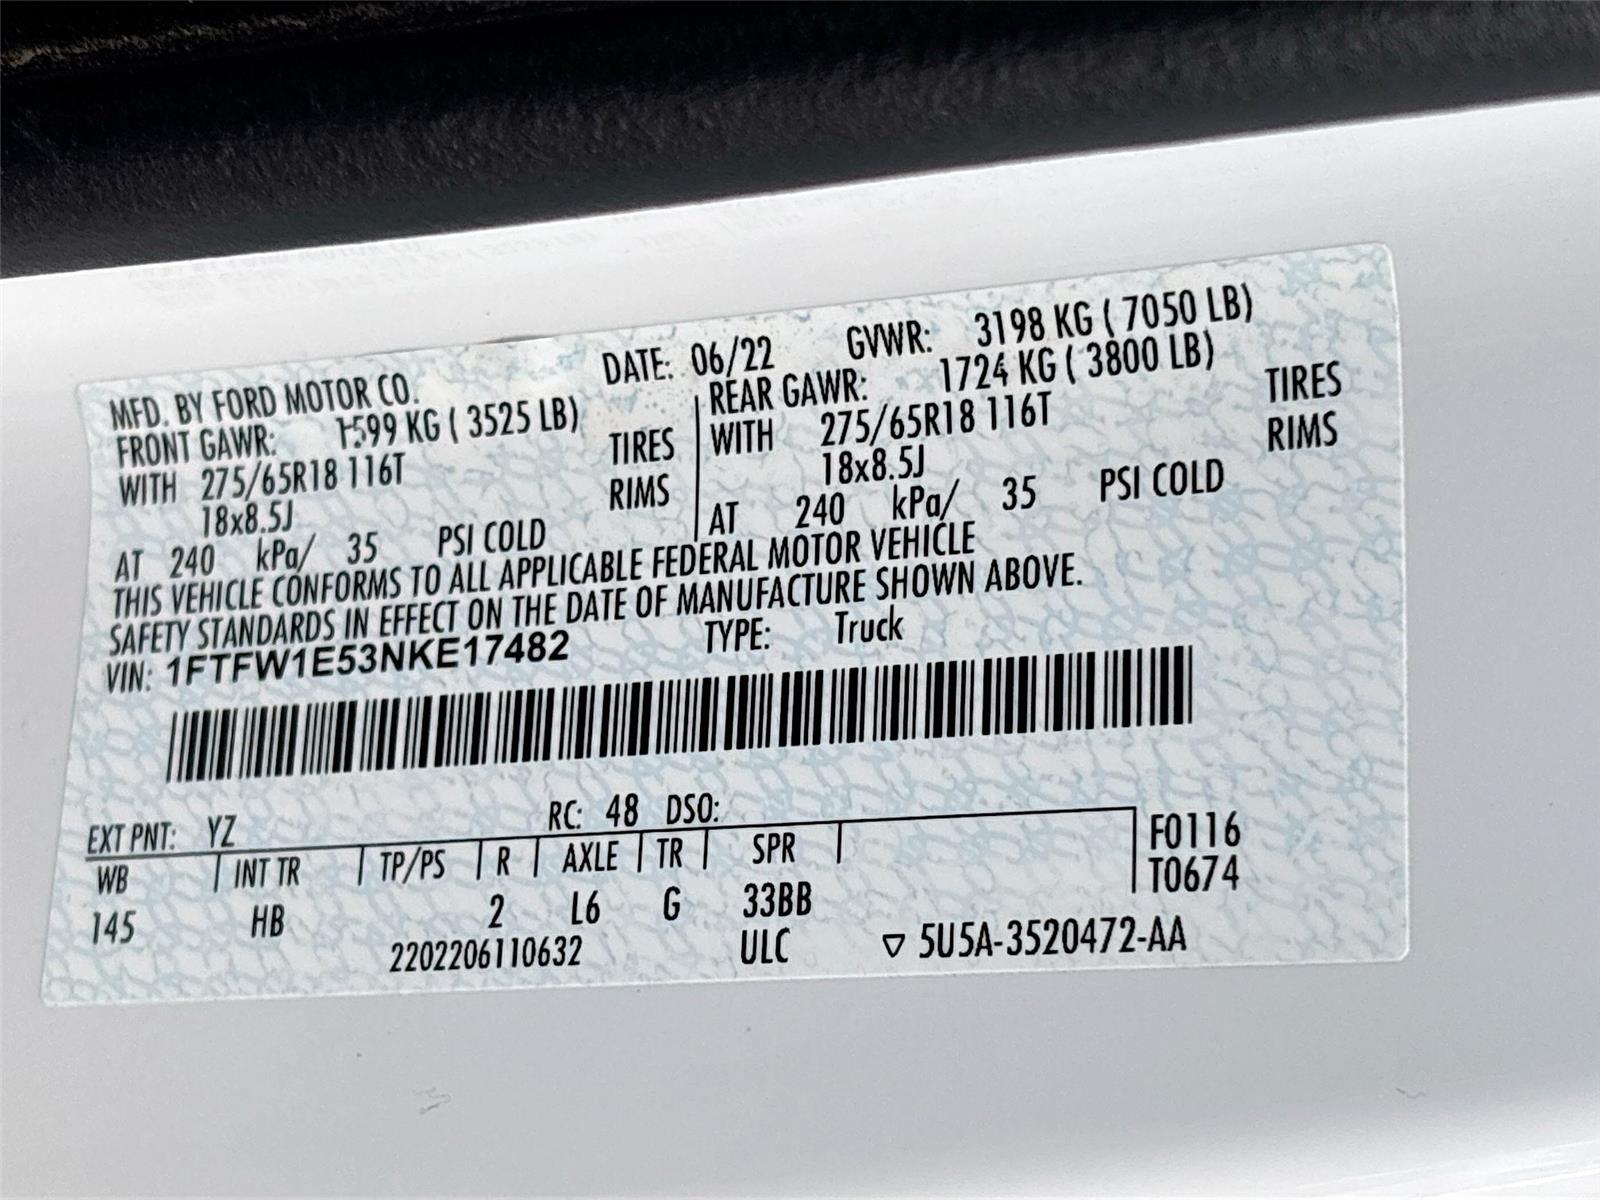 MFD. BY FORD MOTOR CO. DATE: 06/22 GVWR: 3198 KG ( 7050 LB)
FRONT GAWR: 1599 KG ( 3525 LB) REAR GAWR: 1724 KG ( 3800 LB)
WITH 275/65R18 116T TIRES WITH 275/65R18 116T TIRES
18x8.5J RIMS 18x8.5J RIMS
AT 240 kPa/ 35 PSI COLD AT 240 kPa/ 35 PSI COLD
THIS VEHICLE CONFORMS TO ALL APPLICABLE FEDERAL MOTOR VEHICLE
SAFETY STANDARDS IN EFFECT ON THE DATE OF MANUFACTURE SHOWN ABOVE.
VIN: 1FTFW1E53NKE17482 TYPE: Truck
EXT PNT: YZ RC: 48 DSO:
WB INT TR TP/PS R AXLE TR SPR F0116
T0674
145 HB 2 L6 G 33BB
2202206110632 ULC ▽ 5U5A-3520472-AA